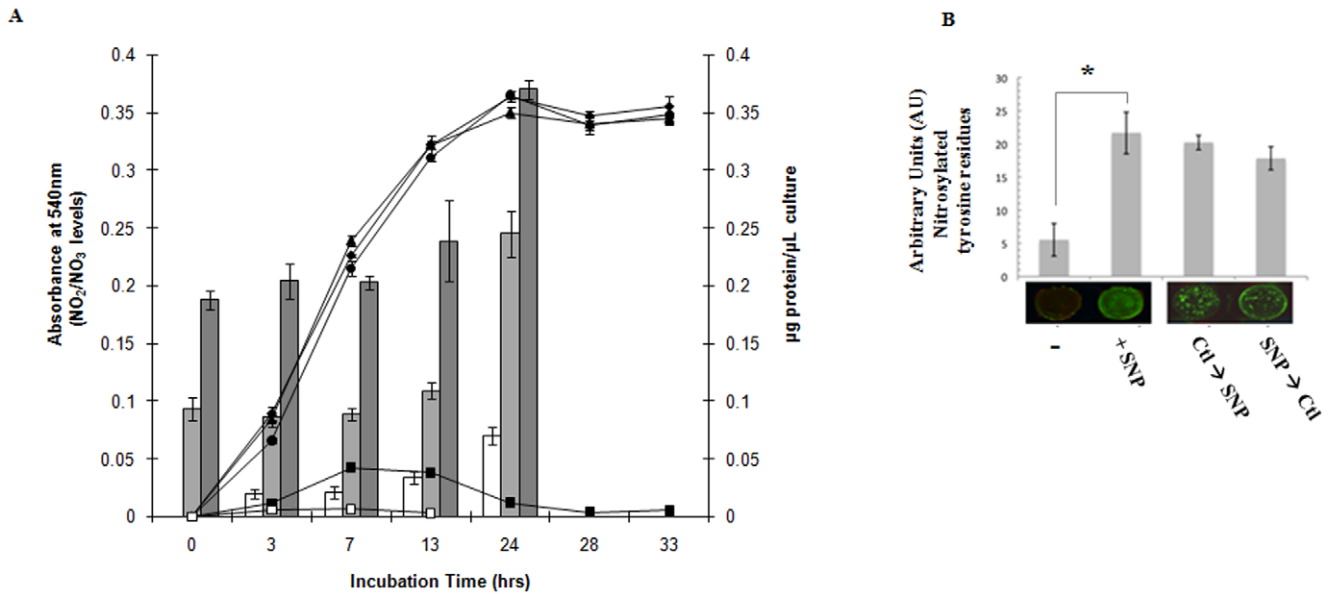 A
Absorbance at 540nm
(NO2/NO3 levels)
0.4
0.35
0.3
0.25
0.2
0.15
0.1
0.05
0
0.4
0.35
0.3
0.25
0.2
0.15
0.1
0.05
0
µg protein/µL culture
0
3
7
13
24
28
33
Incubation Time (hrs)
B
Arbitrary Units (AU)
Nitrosylated
tyrosine residues
30
25
20
15
10
5
0
*
-
+ SNP
Ctl → SNP
SNP → Ctl